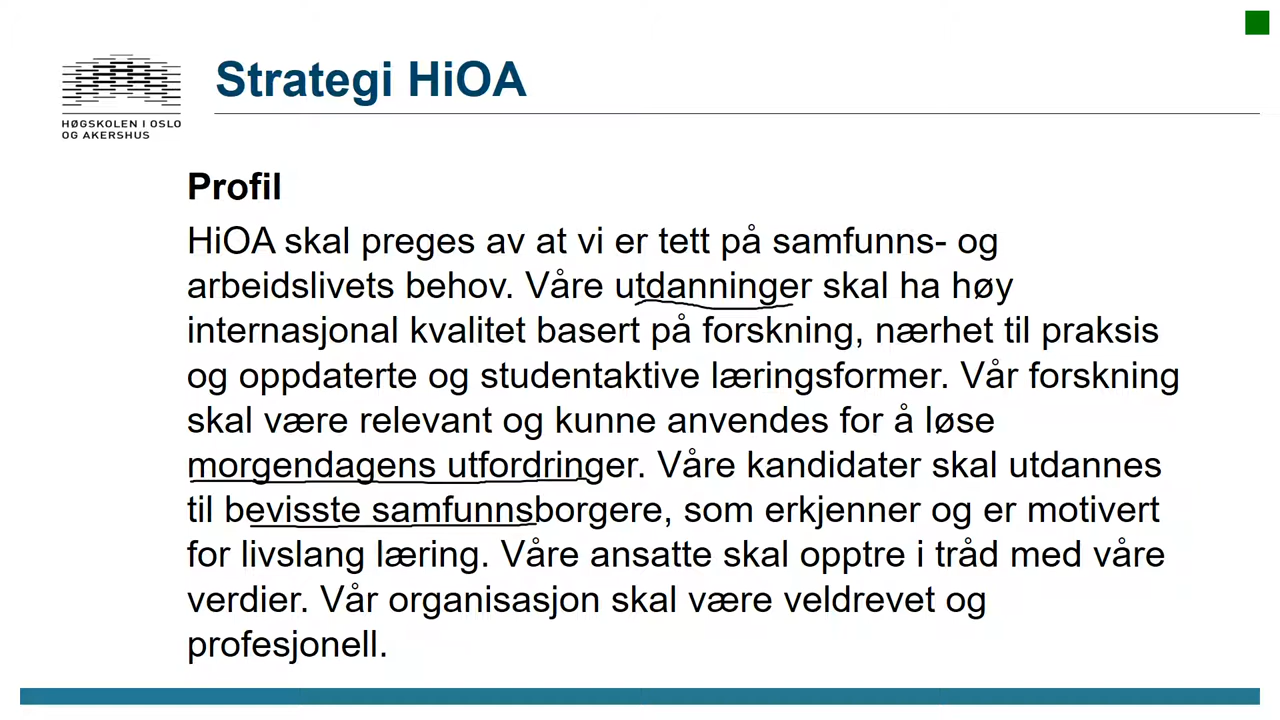 Strategi HiOA
HØGSKOLEN I OSLO
OG AKERSHUS
Profil
HiOA skal preges av at vi er tett på samfunns- og
arbeidslivets behov. Våre utdanninger skal ha høy
internasjonal kvalitet basert på forskning, nærhet til praksis
og oppdaterte og studentaktive læringsformer. Vår forskning
skal være relevant og kunne anvendes for å løse
morgendagens utfordringer. Våre kandidater skal utdannes
til bevisste samfunnsborgere, som erkjenner og er motivert
for livslang læring. Våre ansatte skal opptre i tråd med våre
verdier. Vår organisasjon skal være veldrevet og
profesjonell.